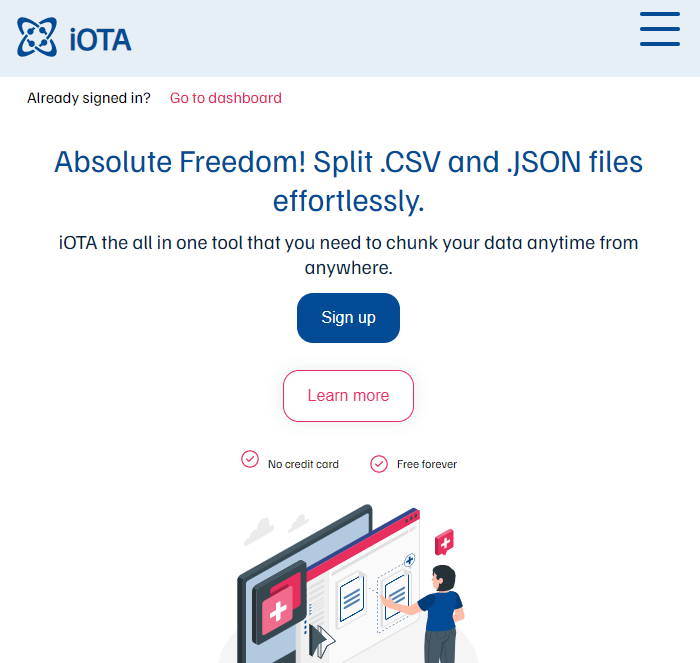 iOTA
Already signed in? Go to dashboard
Absolute Freedom! Split .CSV and .JSON files
effortlessly.
iOTA the all in one tool that you need to chunk your data anytime from
anywhere.
Sign up
Learn more
No credit card Free forever